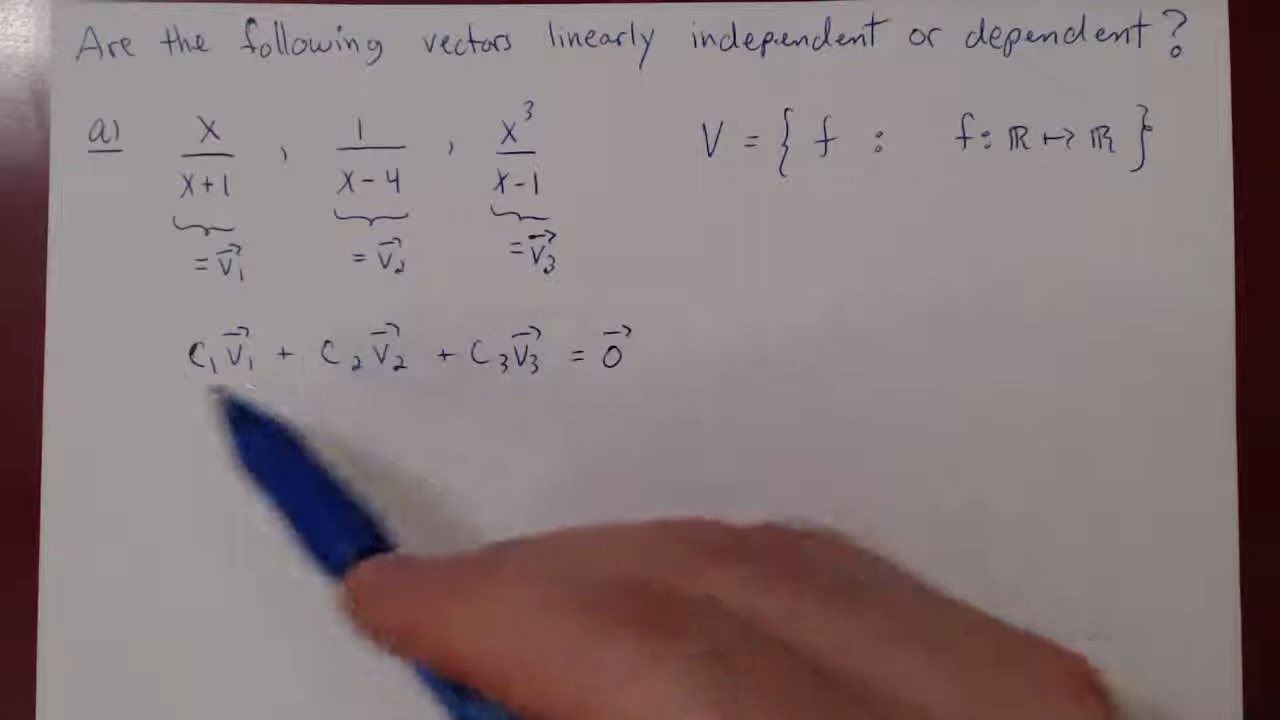 Are the following vectors linearly independent or dependent?
a) x/(x+1) , 1/(x-4) , x³/(x-1)    V = { f : f: ℝ ↦ ℝ }
= v⃗₁    = v⃗₂    = v⃗₃
c₁v⃗₁ + c₂v⃗₂ + c₃v⃗₃ = 0⃗